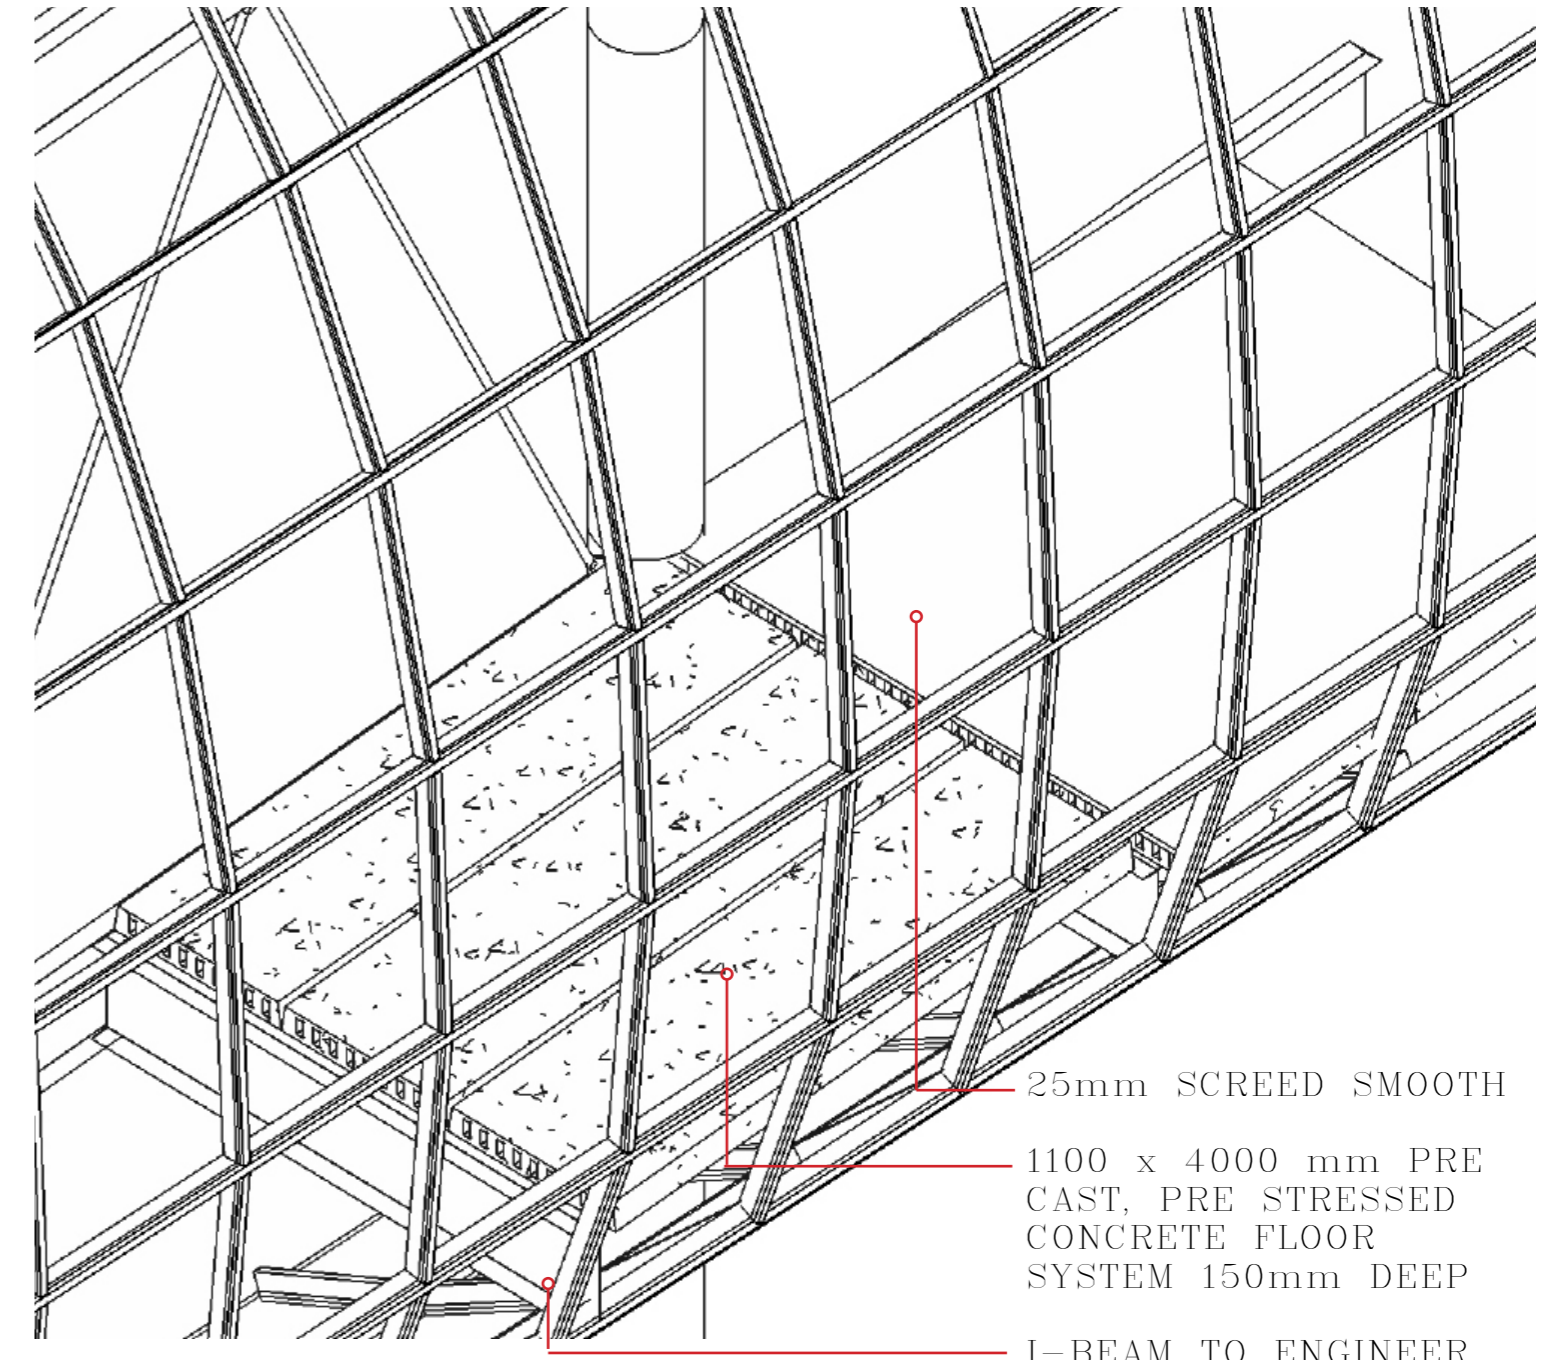 25mm SCREED SMOOTH
1100 x 4000 mm PRE
CAST, PRE STRESSED
CONCRETE FLOOR
SYSTEM 150mm DEEP
I-BEAM TO ENGINEER